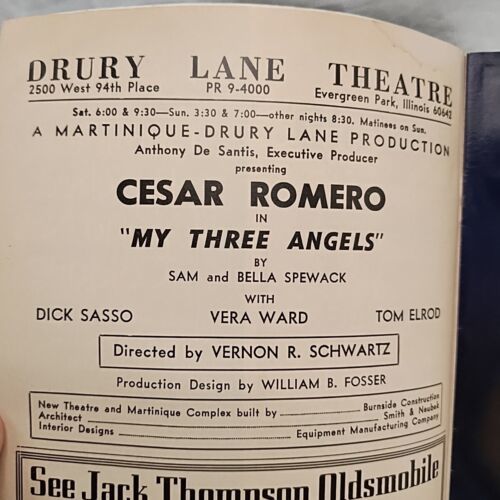 DRURY LANE THEATRE
2500 West 94th Place PR 9-4000 Evergreen Park, Illinois 60642
Sat. 6:00 & 9:30—Sun. 3:30 & 7:00—other nights 8:30. Matinees on Sun.
A MARTINIQUE-DRURY LANE PRODUCTION
Anthony De Santis, Executive Producer
presenting
CESAR ROMERO
IN
"MY THREE ANGELS"
BY
SAM and BELLA SPEWACK
WITH
DICK SASSO VERA WARD TOM ELROD
Directed by VERNON R. SCHWARTZ
Production Design by WILLIAM B. FOSSER
New Theatre and Martinique Complex built by Burnside Construction
Architect Smith & Neubek
Interior Designs Equipment Manufacturing Company
See Jack Thompson Oldsmobile